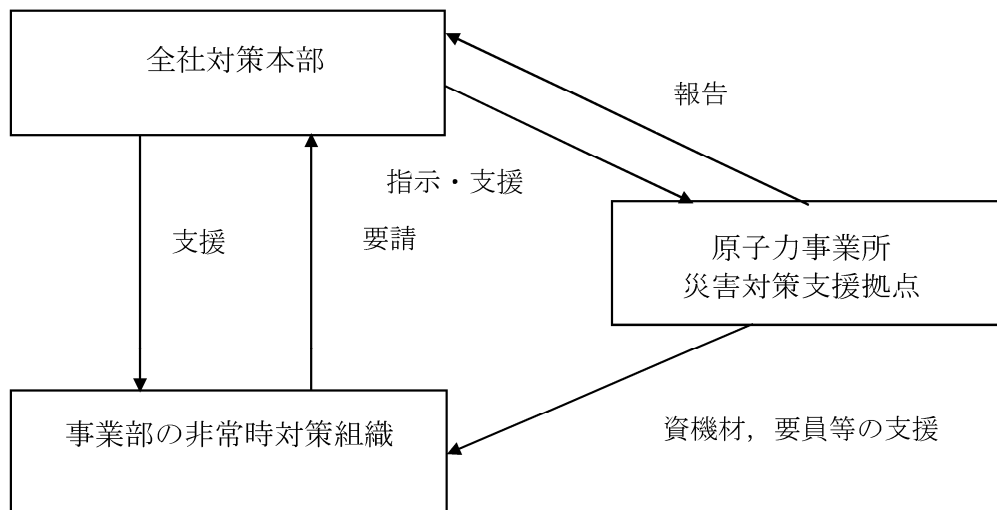 全社対策本部
報告
指示・支援
支援
要請
原子力事業所
災害対策支援拠点
事業部の非常時対策組織
資機材，要員等の支援